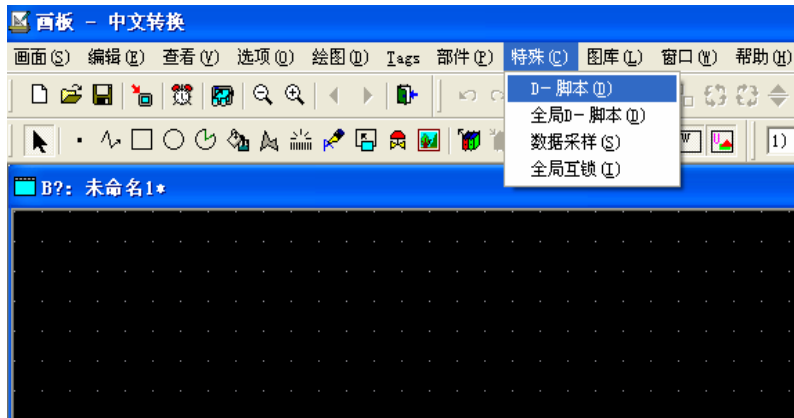 画板 - 中文转换
画面(S) 编辑(E) 查看(V) 选项(O) 绘图(D) Tags 部件(P) 特殊(C) 图库(L) 窗口(W) 帮助(H)
D-脚本(D)
全局D-脚本(D)
数据采样(S)
全局互锁(I)
W U 1)
B?: 未命名1*